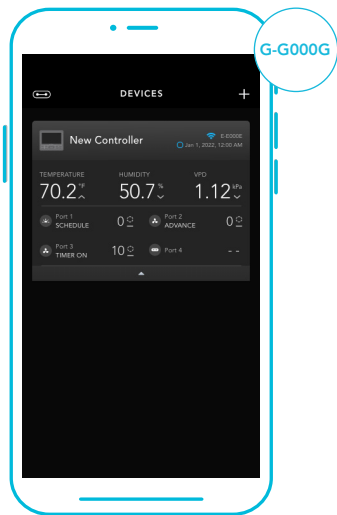 G-G000G
DEVICES +
New Controller
E-E000E
Jan 1, 2022, 12:00 AM
TEMPERATURE HUMIDITY VPD
70.2 °F 50.7 % 1.12 kPa
Port 1 SCHEDULE 0
Port 2 ADVANCE 0
Port 3 TIMER ON 10
Port 4 - -